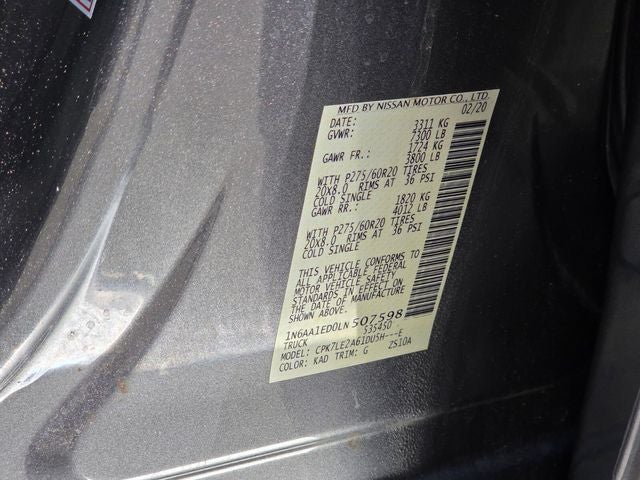 MFD BY NISSAN MOTOR CO., LTD.
DATE: 02/20
GVWR: 3311 KG
7300 LB
GAWR FR.: 1724 KG
3800 LB
WITH P275/60R20 TIRES
20x8.0 RIMS AT 36 PSI
COLD SINGLE
GAWR RR.: 1820 KG
4012 LB
WITH P275/60R20 TIRES
20x8.0 RIMS AT 36 PSI
COLD SINGLE
THIS VEHICLE CONFORMS TO
ALL APPLICABLE FEDERAL
MOTOR VEHICLE SAFETY
STANDARDS IN EFFECT ON
THE DATE OF MANUFACTURE
SHOWN ABOVE.
1N6AA1ED0LN507598
TRUCK 535450
MODEL: CPK7LE2A61DU5H---E
COLOR: KAD TRIM: G ZS10A